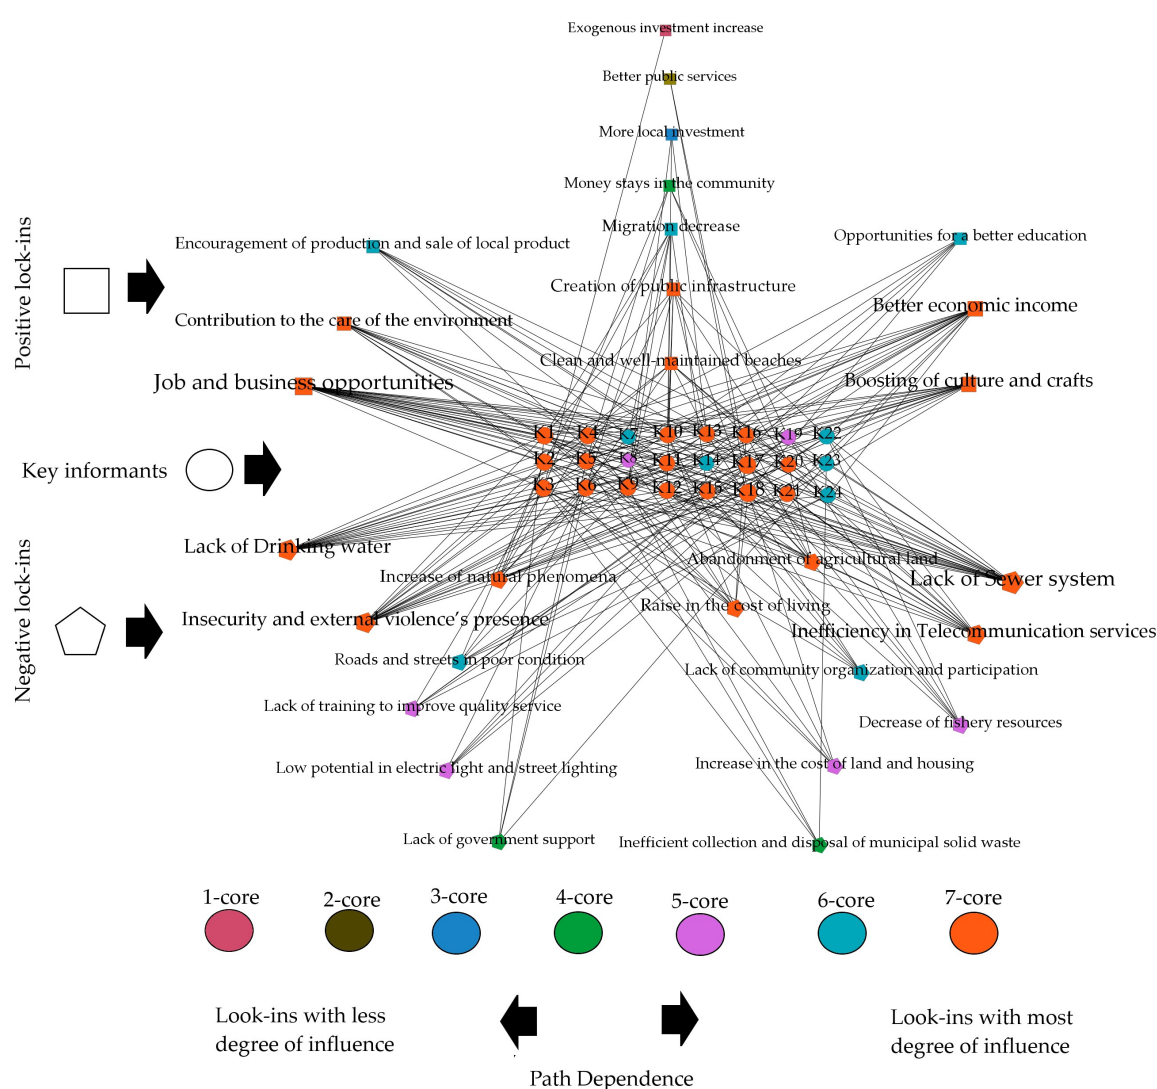 Exogenous investment increase
Better public services
More local investment
Money stays in the community
Migration decrease
Encouragement of production and sale of local product
Opportunities for a better education
Creation of public infrastructure
Better economic income
Contribution to the care of the environment
Clean and well-maintained beaches
Job and business opportunities
Boosting of culture and crafts
Positive lock-ins
K1 K4 K7 K10 K13 K16 K19 K22
K2 K5 K8 K11 K14 K17 K20 K23
K3 K6 K9 K12 K15 K18 K21 K24
Key informants
Negative lock-ins
Lack of Drinking water
Abandonment of agricultural land
Increase of natural phenomena
Lack of Sewer system
Raise in the cost of living
Insecurity and external violence's presence
Inefficiency in Telecommunication services
Roads and streets in poor condition
Lack of community organization and participation
Lack of training to improve quality service
Decrease of fishery resources
Low potential in electric light and street lighting
Increase in the cost of land and housing
Lack of government support
Inefficient collection and disposal of municipal solid waste
1-core 2-core 3-core 4-core 5-core 6-core 7-core
Look-ins with less
degree of influence
Look-ins with most
degree of influence
Path Dependence